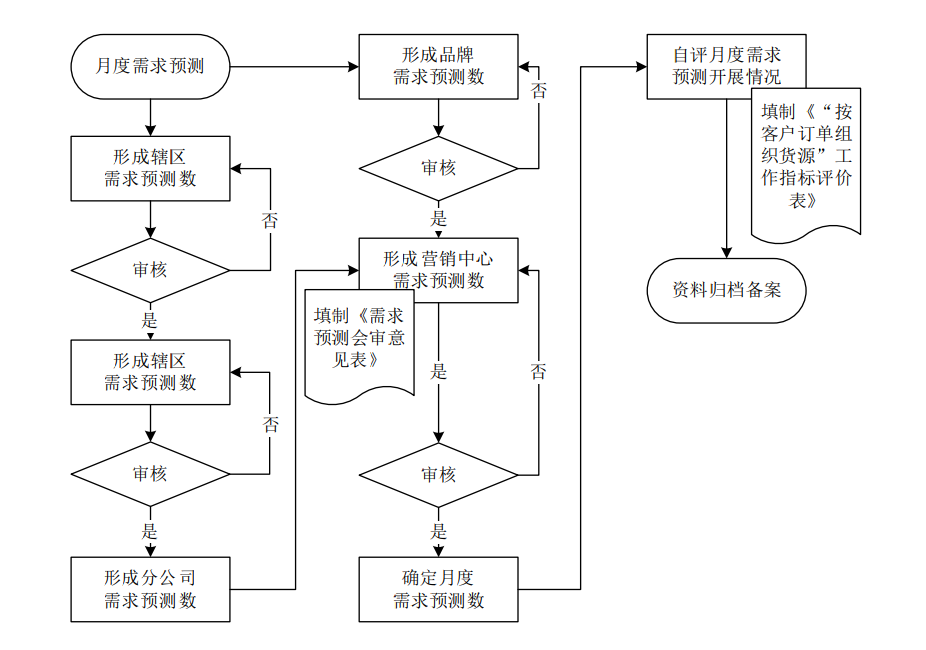 月度需求预测
形成辖区
需求预测数
否
审核
是
形成辖区
需求预测数
否
审核
是
形成分公司
需求预测数
形成品牌
需求预测数
否
审核
是
形成营销中心
需求预测数
填制《需求
预测会审意
见表》
是
否
审核
是
确定月度
需求预测数
自评月度需求
预测开展情况
填制《“按
客户订单组
织货源”工
作指标评价
表》
资料归档备案